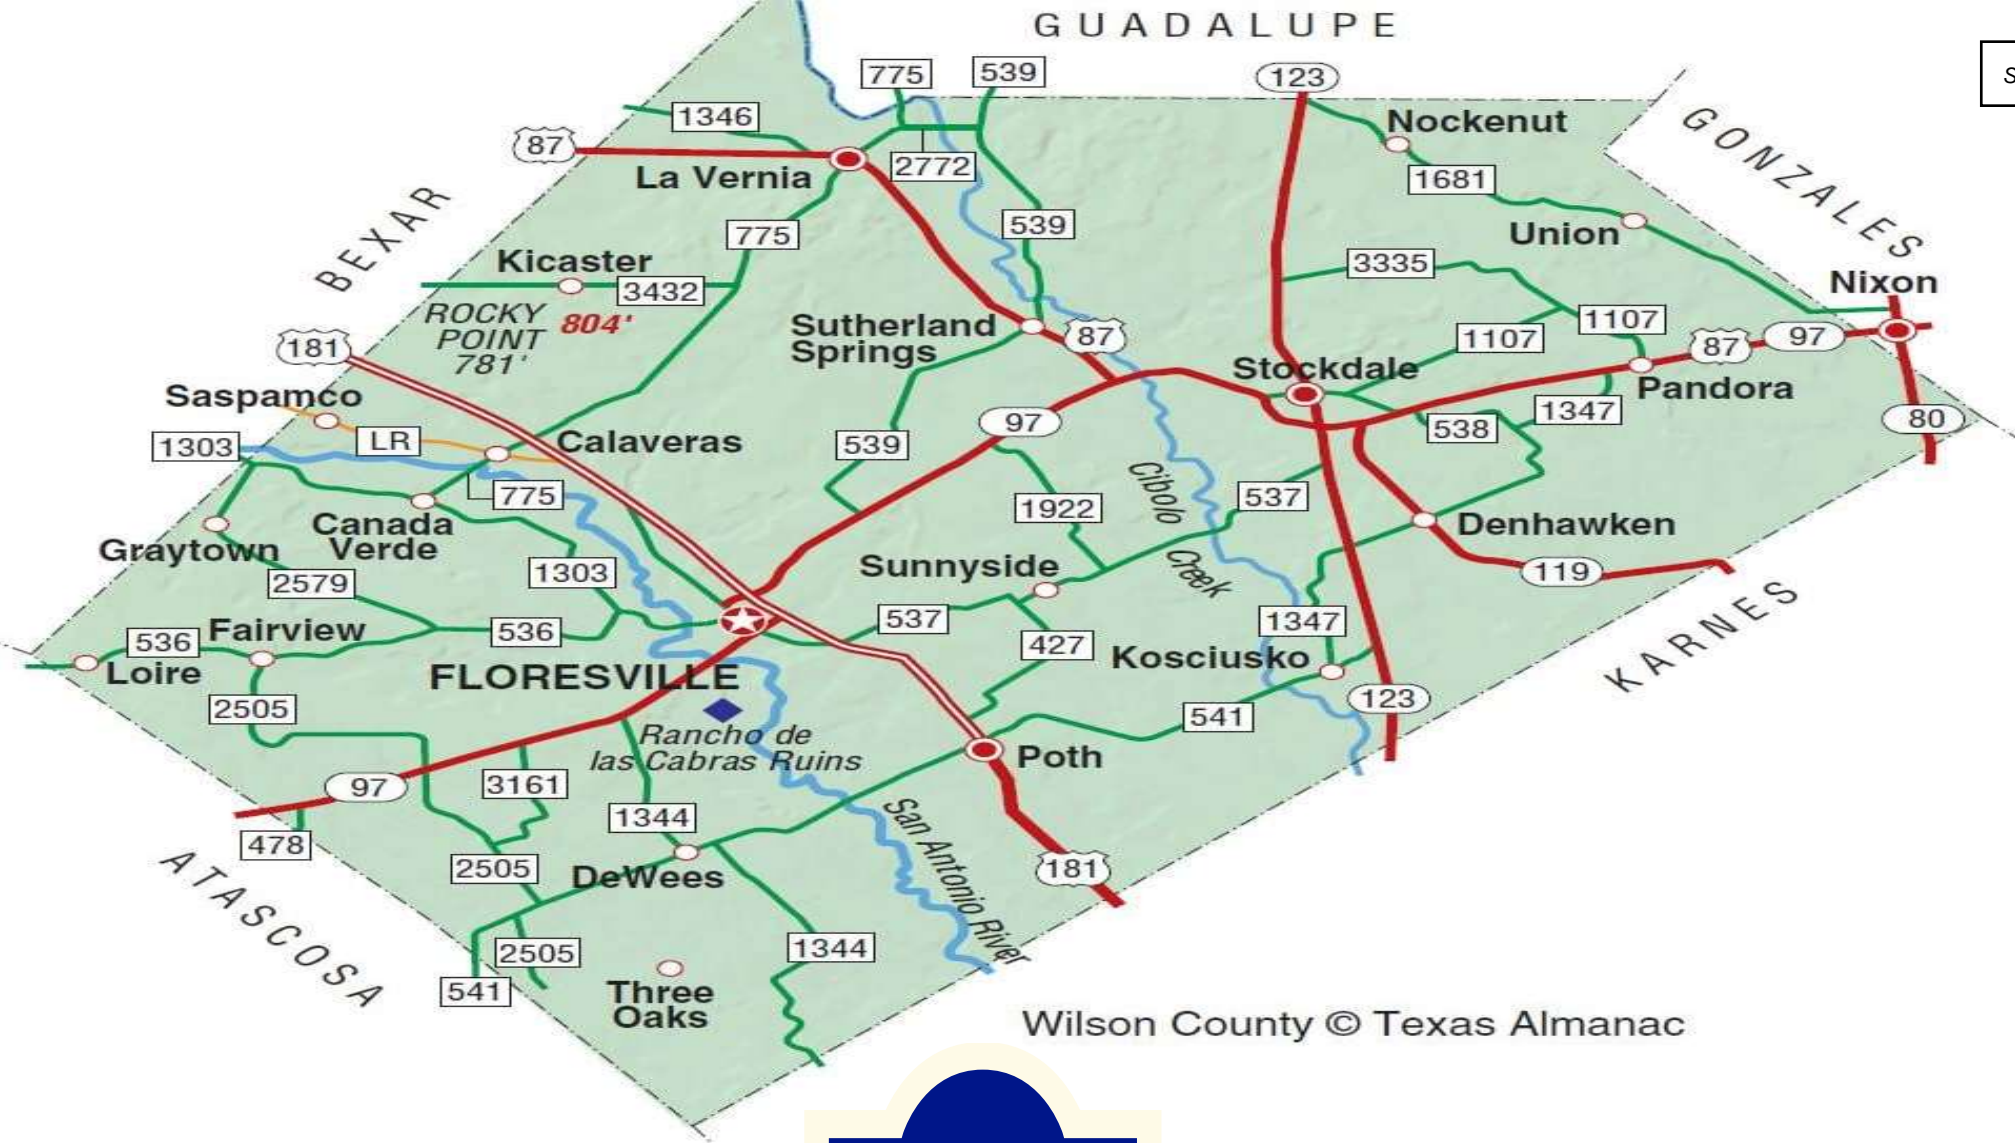 GUADALUPE
775
539
123
S
1346
Nockenut
GONZALES
87
2772
La Vernia
1681
BEXAR
775
539
Union
Kicaster
3432
3335
Nixon
ROCKY
POINT
781'
804'
Sutherland
Springs
87
1107
1107
87
97
181
Stockdale
Pandora
Saspamco
97
1347
80
1303
LR
Calaveras
539
538
775
1922
Cibolo
Creek
537
Canada
Verde
Denhawken
Graytown
1303
Sunnyside
119
2579
KARNES
536
Fairview
536
537
1347
Loire
427
Kosciusko
FLORESVILLE
2505
123
541
Rancho de
las Cabras Ruins
Poth
97
3161
1344
478
San Antonio River
2505
DeWees
181
ATASCOSA
2505
1344
541
Three
Oaks
Wilson County © Texas Almanac